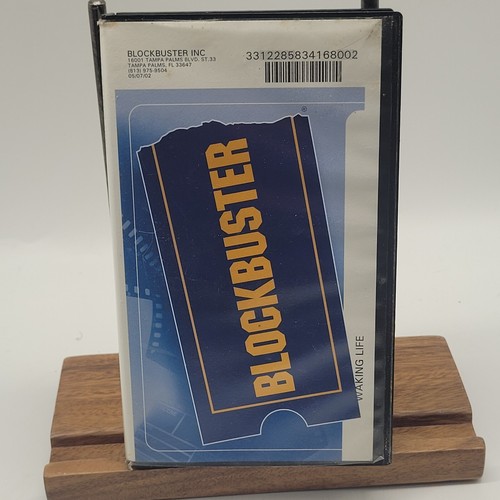 BLOCKBUSTER INC
16001 TAMPA PALMS BLVD. ST.33
TAMPA PALMS, FL 33647
(813) 975-9504
05/07/02
3312285834168002
BLOCKBUSTER
WAKING LIFE